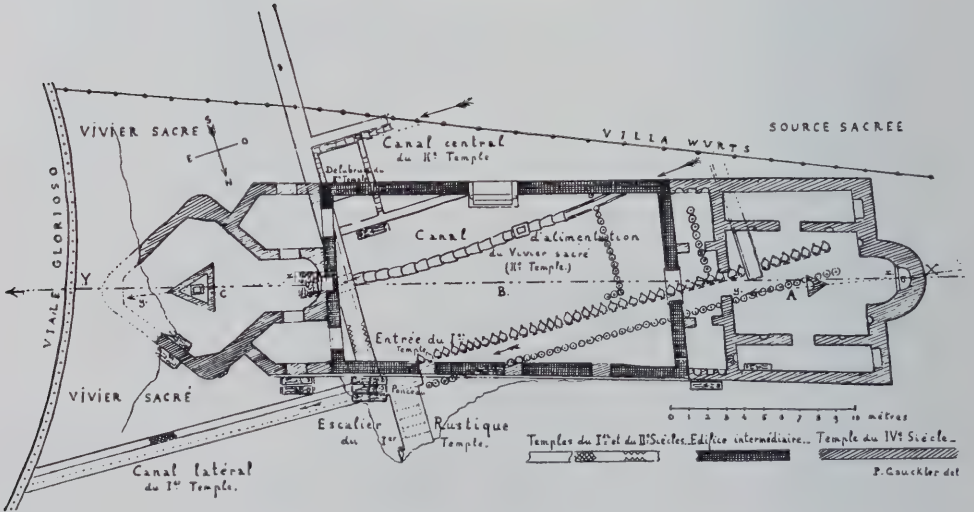 VIVIER SACRÉ
S
O
E
N
Canal central
du IIe Temple
VILLA WURTS
SOURCE SACRÉE
VIALE GLORIOSO
Y
C
Canal d'alimentation
du Vivier sacré
(IIe Temple.)
B.
A
X
Entrée du Ier
Temple
VIVIER SACRÉ
Escalier Rustique
du Ier Temple.
Canal latéral
du Ier Temple.
0 1 2 3 4 5 6 7 8 9 10 mètres
Temples du Ier et du IIe Siècles_ Edifice intermédiaire_ Temple du IVe Siècle_
P. Gauckler del